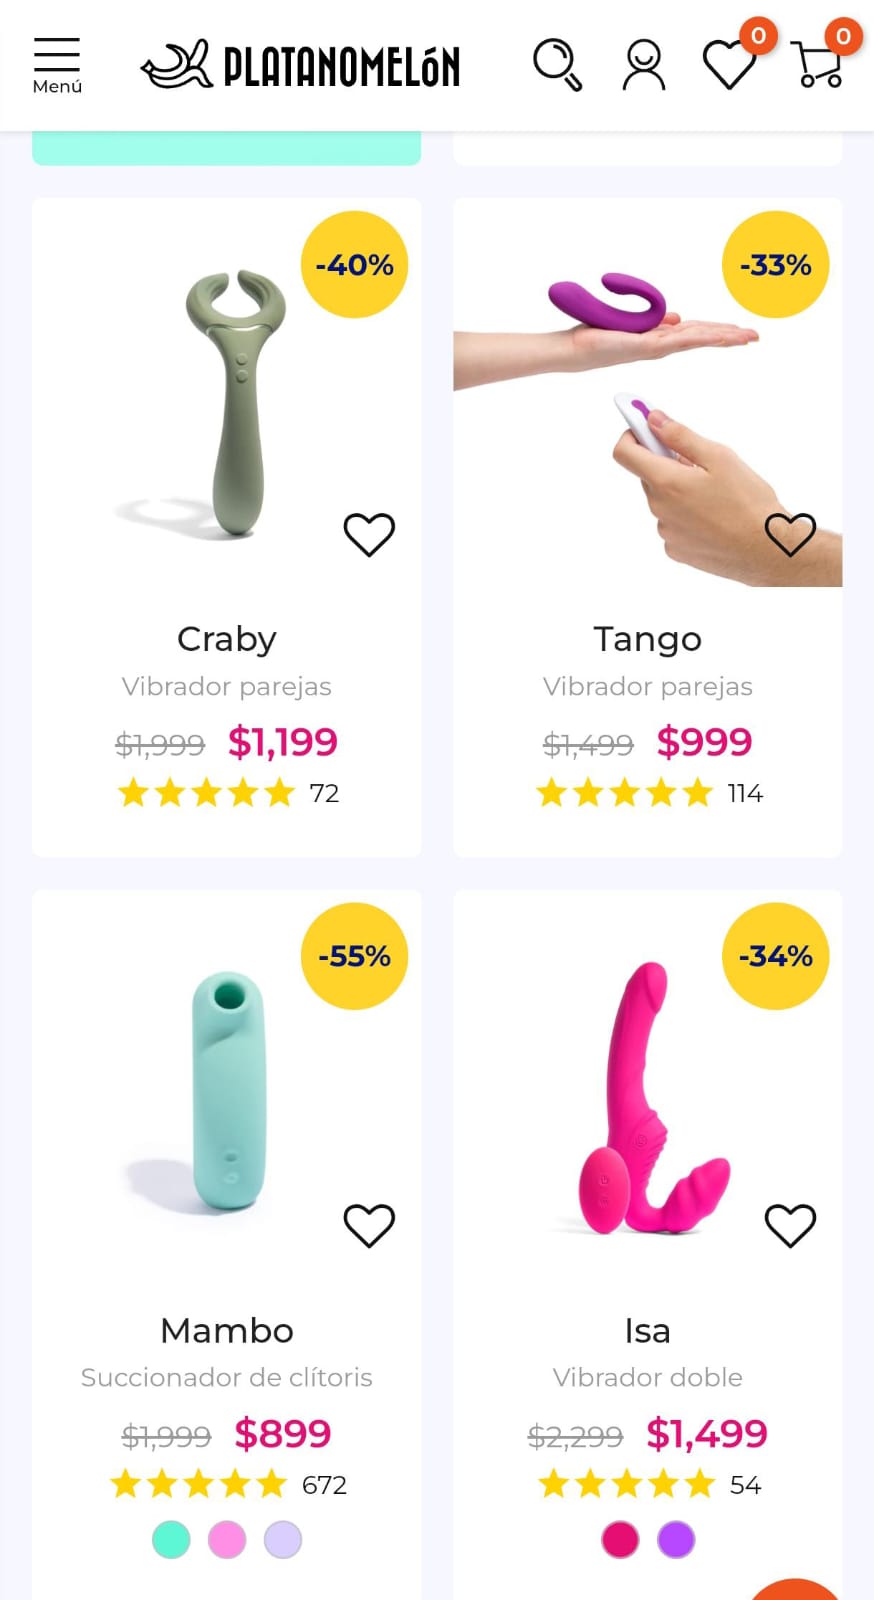 Menú
PLATANOMELóN
0
0
-40%
-33%
Craby
Vibrador parejas
$1,999 $1,199
72
Tango
Vibrador parejas
$1,499 $999
114
-55%
-34%
Mambo
Succionador de clítoris
$1,999 $899
672
Isa
Vibrador doble
$2,299 $1,499
54